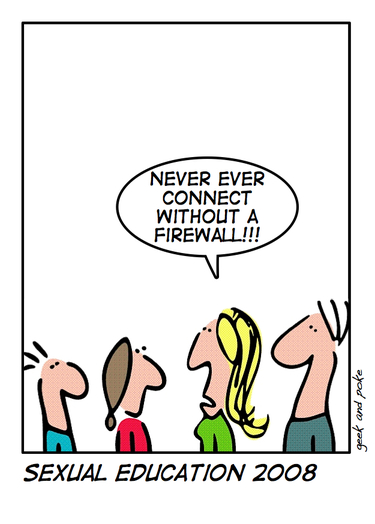 NEVER EVER
CONNECT
WITHOUT A
FIREWALL!!!
geek and poke
SEXUAL EDUCATION 2008